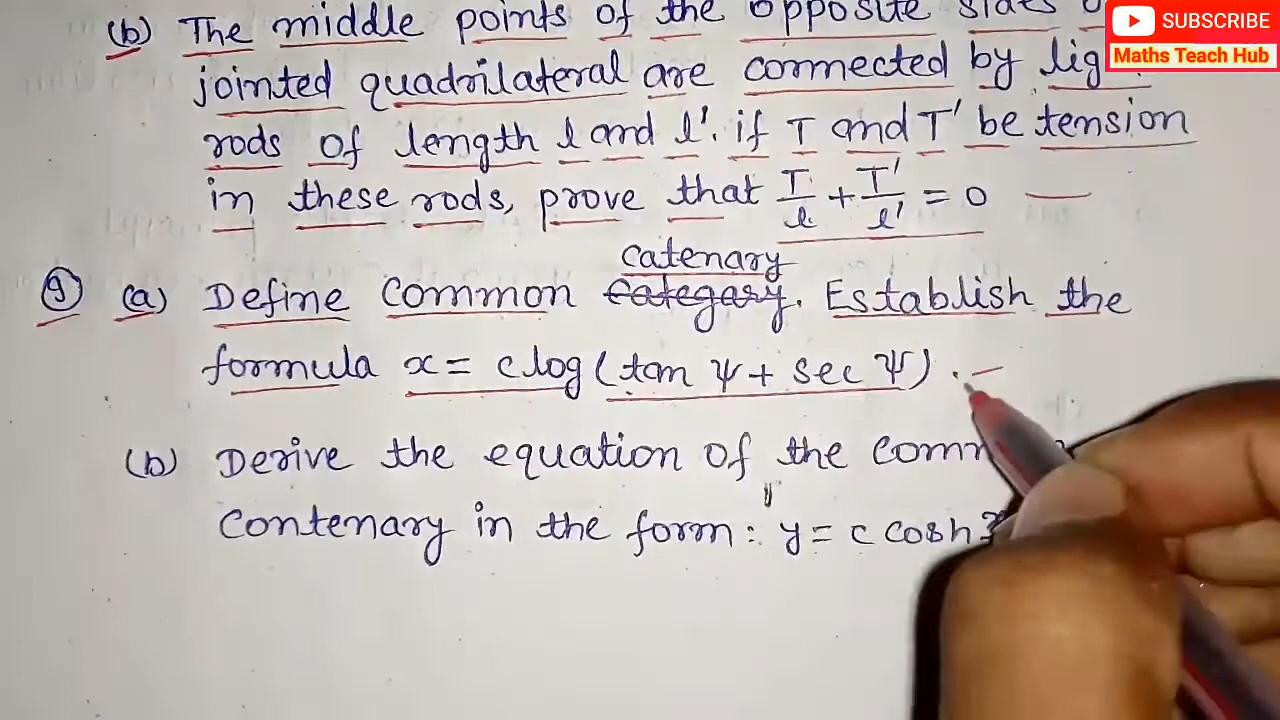 (b) The middle points of the opposite sides
SUBSCRIBE
Maths Teach Hub
jointed quadrilateral are connected by
rods of length l and l'. if T and T' be tension
in these rods, prove that T/l + T'/l' = 0
catenary
9 (a) Define common categary. Establish the
formula x = c log (tan ψ + sec ψ).
(b) Derive the equation of the
contenary in the form: y = c cosh